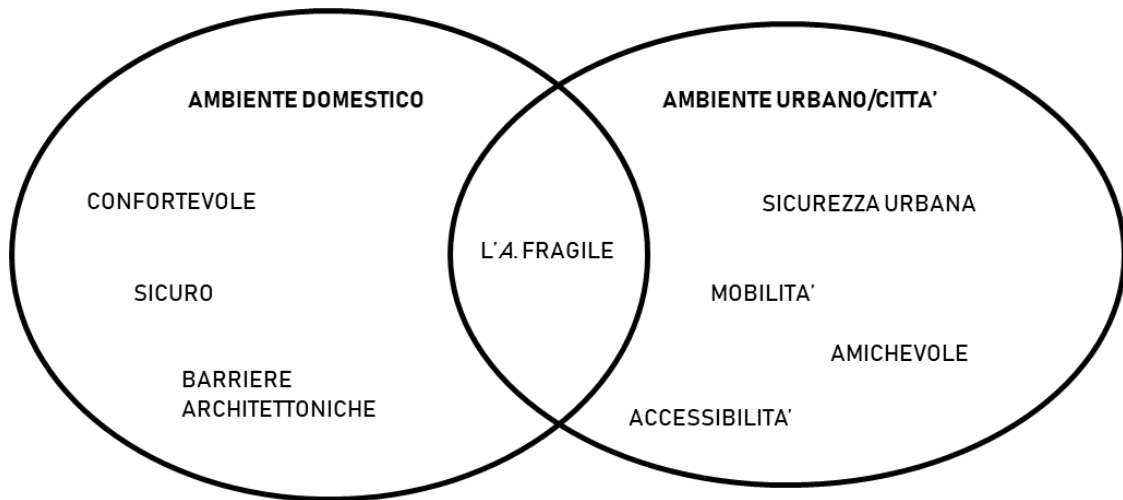 AMBIENTE DOMESTICO
CONFORTEVOLE
SICURO
BARRIERE
ARCHITETTONICHE
L'A. FRAGILE
AMBIENTE URBANO/CITTA'
SICUREZZA URBANA
MOBILITA'
AMICHEVOLE
ACCESSIBILITA'